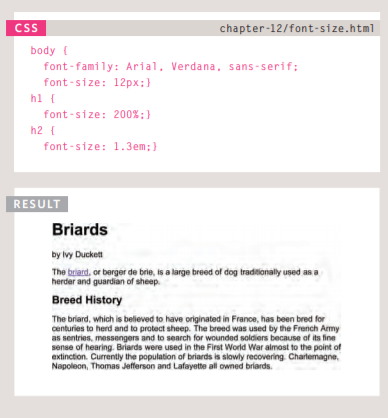 CSS
chapter-12/font-size.html
body {
font-family: Arial, Verdana, sans-serif;
font-size: 12px;}
h1 {
font-size: 200%;}
h2 {
font-size: 1.3em;}
RESULT
Briards
by Ivy Duckett
The briard, or berger de brie, is a large breed of dog traditionally used as a
herder and guardian of sheep.
Breed History
The briard, which is believed to have originated in France, has been bred for
centuries to herd and to protect sheep. The breed was used by the French Army
as sentries, messengers and to search for wounded soldiers because of its fine
sense of hearing. Briards were used in the First World War almost to the point of
extinction. Currently the population of briards is slowly recovering. Charlemagne,
Napoleon, Thomas Jefferson and Lafayette all owned briards.